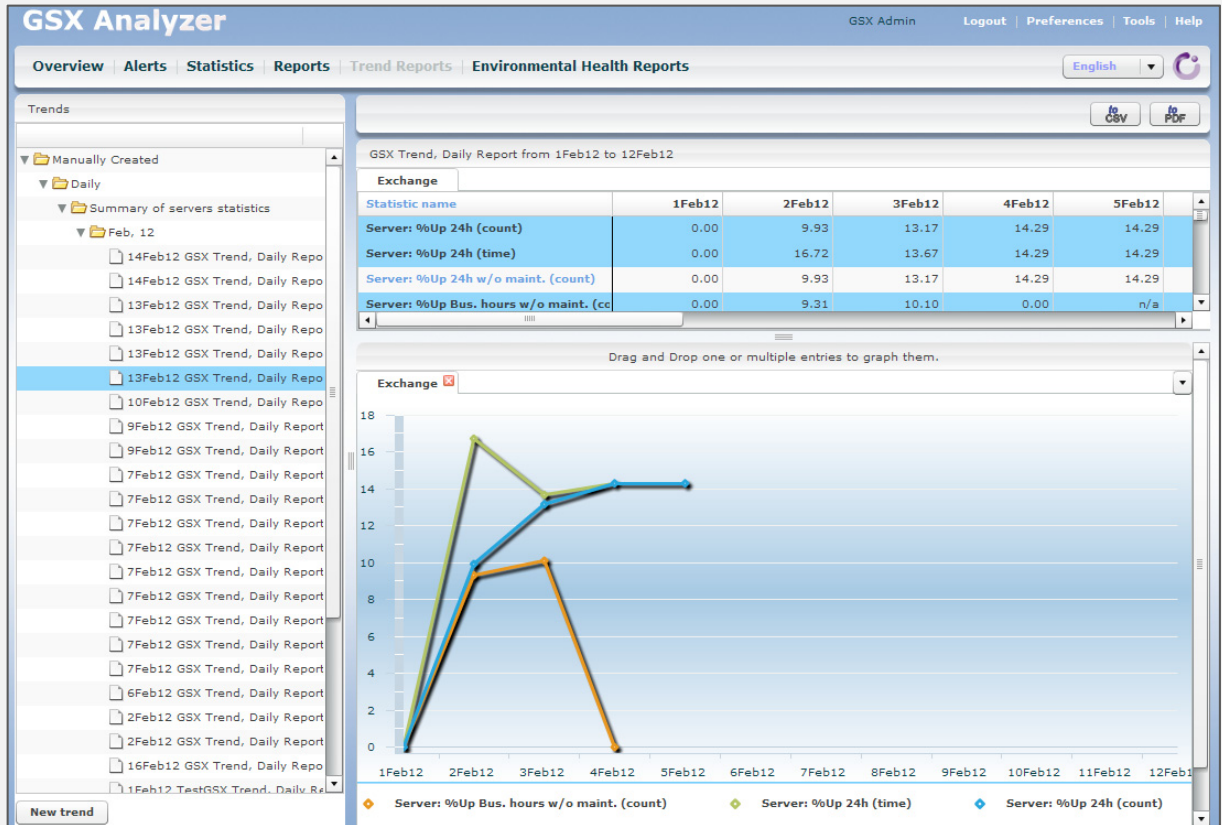 GSX Analyzer
GSX Admin Logout | Preferences | Tools | Help
Overview | Alerts | Statistics | Reports | Trend Reports | Environmental Health Reports
English
Trends
to CSV
to PDF
Manually Created
Daily
Summary of servers statistics
Feb, 12
14Feb12 GSX Trend, Daily Repo
14Feb12 GSX Trend, Daily Repo
13Feb12 GSX Trend, Daily Repo
13Feb12 GSX Trend, Daily Repo
13Feb12 GSX Trend, Daily Repo
13Feb12 GSX Trend, Daily Repo
10Feb12 GSX Trend, Daily Repo
9Feb12 GSX Trend, Daily Report
9Feb12 GSX Trend, Daily Report
7Feb12 GSX Trend, Daily Report
7Feb12 GSX Trend, Daily Report
7Feb12 GSX Trend, Daily Report
7Feb12 GSX Trend, Daily Report
7Feb12 GSX Trend, Daily Report
7Feb12 GSX Trend, Daily Report
7Feb12 GSX Trend, Daily Report
7Feb12 GSX Trend, Daily Report
7Feb12 GSX Trend, Daily Report
6Feb12 GSX Trend, Daily Report
2Feb12 GSX Trend, Daily Report
2Feb12 GSX Trend, Daily Report
16Feb12 GSX Trend, Daily Repo
1Feb12 TestGSX Trend, Daily Re
New trend
GSX Trend, Daily Report from 1Feb12 to 12Feb12
Exchange
Statistic name 1Feb12 2Feb12 3Feb12 4Feb12 5Feb12
Server: %Up 24h (count) 0.00 9.93 13.17 14.29 14.29
Server: %Up 24h (time) 0.00 16.72 13.67 14.29 14.29
Server: %Up 24h w/o maint. (count) 0.00 9.93 13.17 14.29 14.29
Server: %Up Bus. hours w/o maint. (cc 0.00 9.31 10.10 0.00 n/a
Drag and Drop one or multiple entries to graph them.
Exchange
18
16
14
12
10
8
6
4
2
0
1Feb12 2Feb12 3Feb12 4Feb12 5Feb12 6Feb12 7Feb12 8Feb12 9Feb12 10Feb12 11Feb12 12Feb1
Server: %Up Bus. hours w/o maint. (count) Server: %Up 24h (time) Server: %Up 24h (count)